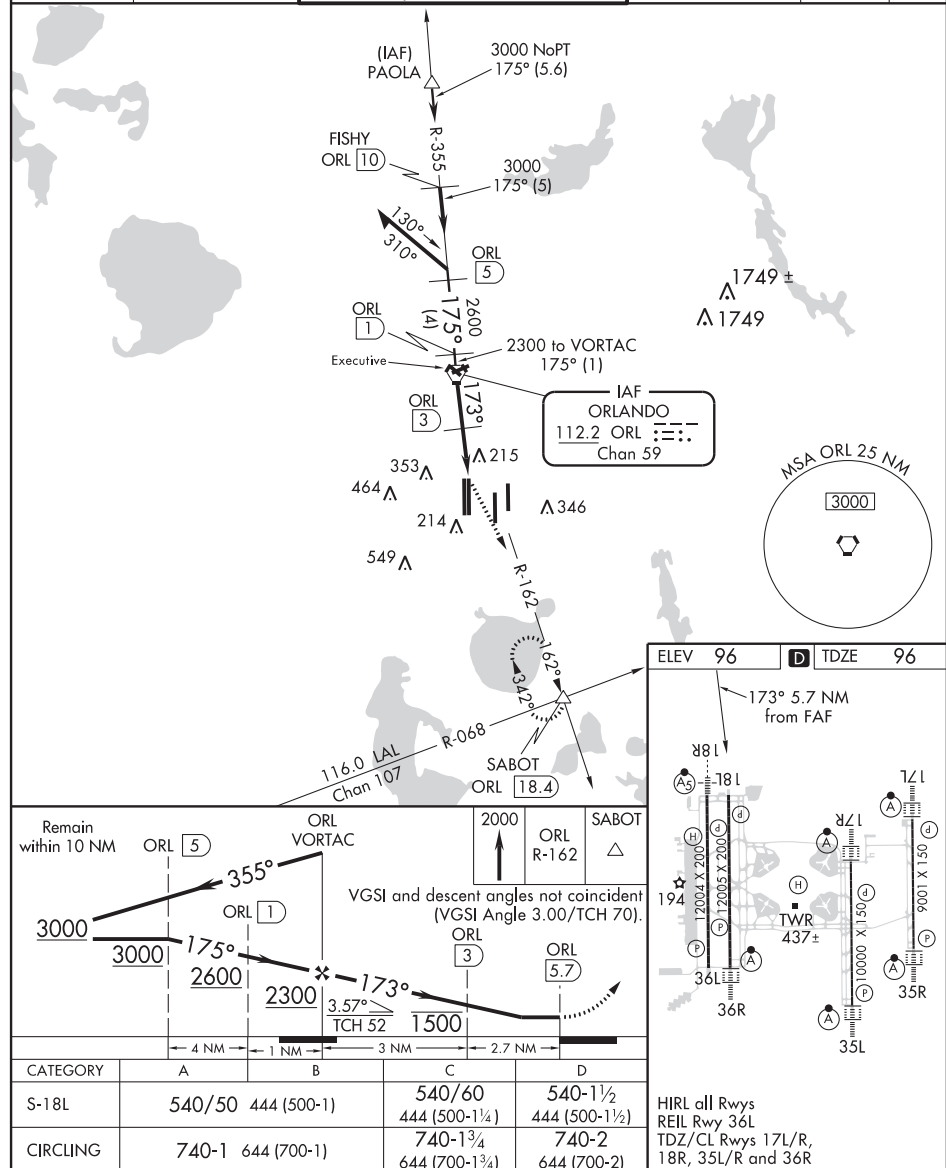 (IAF)
PAOLA
3000 NoPT
175° (5.6)
R-355
FISHY
ORL 10
3000
175° (5)
130°
310°
ORL
5
2600
175°
(4)
ORL
1
Executive
2300 to VORTAC
175° (1)
173°
ORL
3
IAF
ORLANDO
112.2 ORL
Chan 59
1749 ±
1749
215
353
464
346
214
549
MSA ORL 25 NM
3000
R-162
162°
342°
R-068
116.0 LAL
Chan 107
SABOT
ORL 18.4
ELEV 96 D TDZE 96
173° 5.7 NM
from FAF
18R
18L
17L
A5
A
17R
A
H
P
P
P
P
12004 X 200
12005 X 200
194
H
TWR
437±
10000 X 150
9001 X 150
P
P
P
A
A
36L
36R
35R
P
A
35L
HIRL all Rwys
REIL Rwy 36L
TDZ/CL Rwys 17L/R,
18R, 35L/R and 36R
Remain
within 10 NM
ORL 5
ORL
VORTAC
2000
ORL
R-162
SABOT
355°
VGSI and descent angles not coincident
(VGSI Angle 3.00/TCH 70).
ORL 1
ORL
3
ORL
5.7
3000
3000
175°
2600
2300
173°
3.57°
TCH 52
1500
4 NM
1 NM
3 NM
2.7 NM
CATEGORY A B C D
S-18L 540/50 444 (500-1) 540/60 444 (500-1¼) 540-1½ 444 (500-1½)
CIRCLING 740-1 644 (700-1) 740-1¾ 644 (700-1¾) 740-2 644 (700-2)